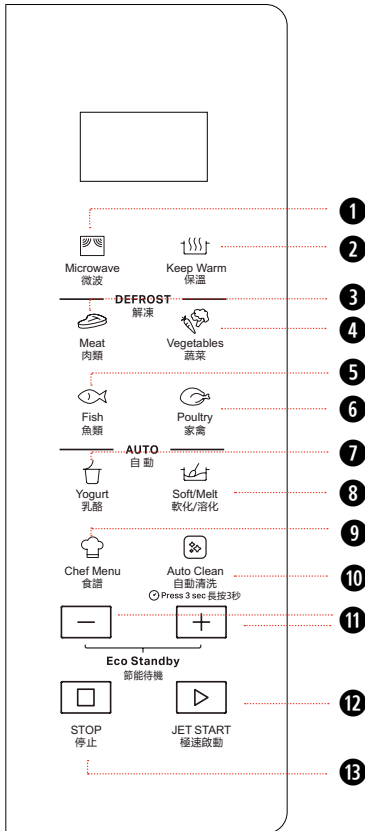 1
Microwave
微波
2
Keep Warm
保溫
DEFROST
解凍
3
Meat
肉類
4
Vegetables
蔬菜
5
Fish
魚類
6
Poultry
家禽
AUTO
自動
7
Yogurt
乳酪
8
Soft/Melt
軟化/溶化
9
Chef Menu
食譜
10
Auto Clean
自動清洗
Press 3 sec 長按3秒
11
Eco Standby
節能待機
12
STOP
停止
JET START
極速啟動
13